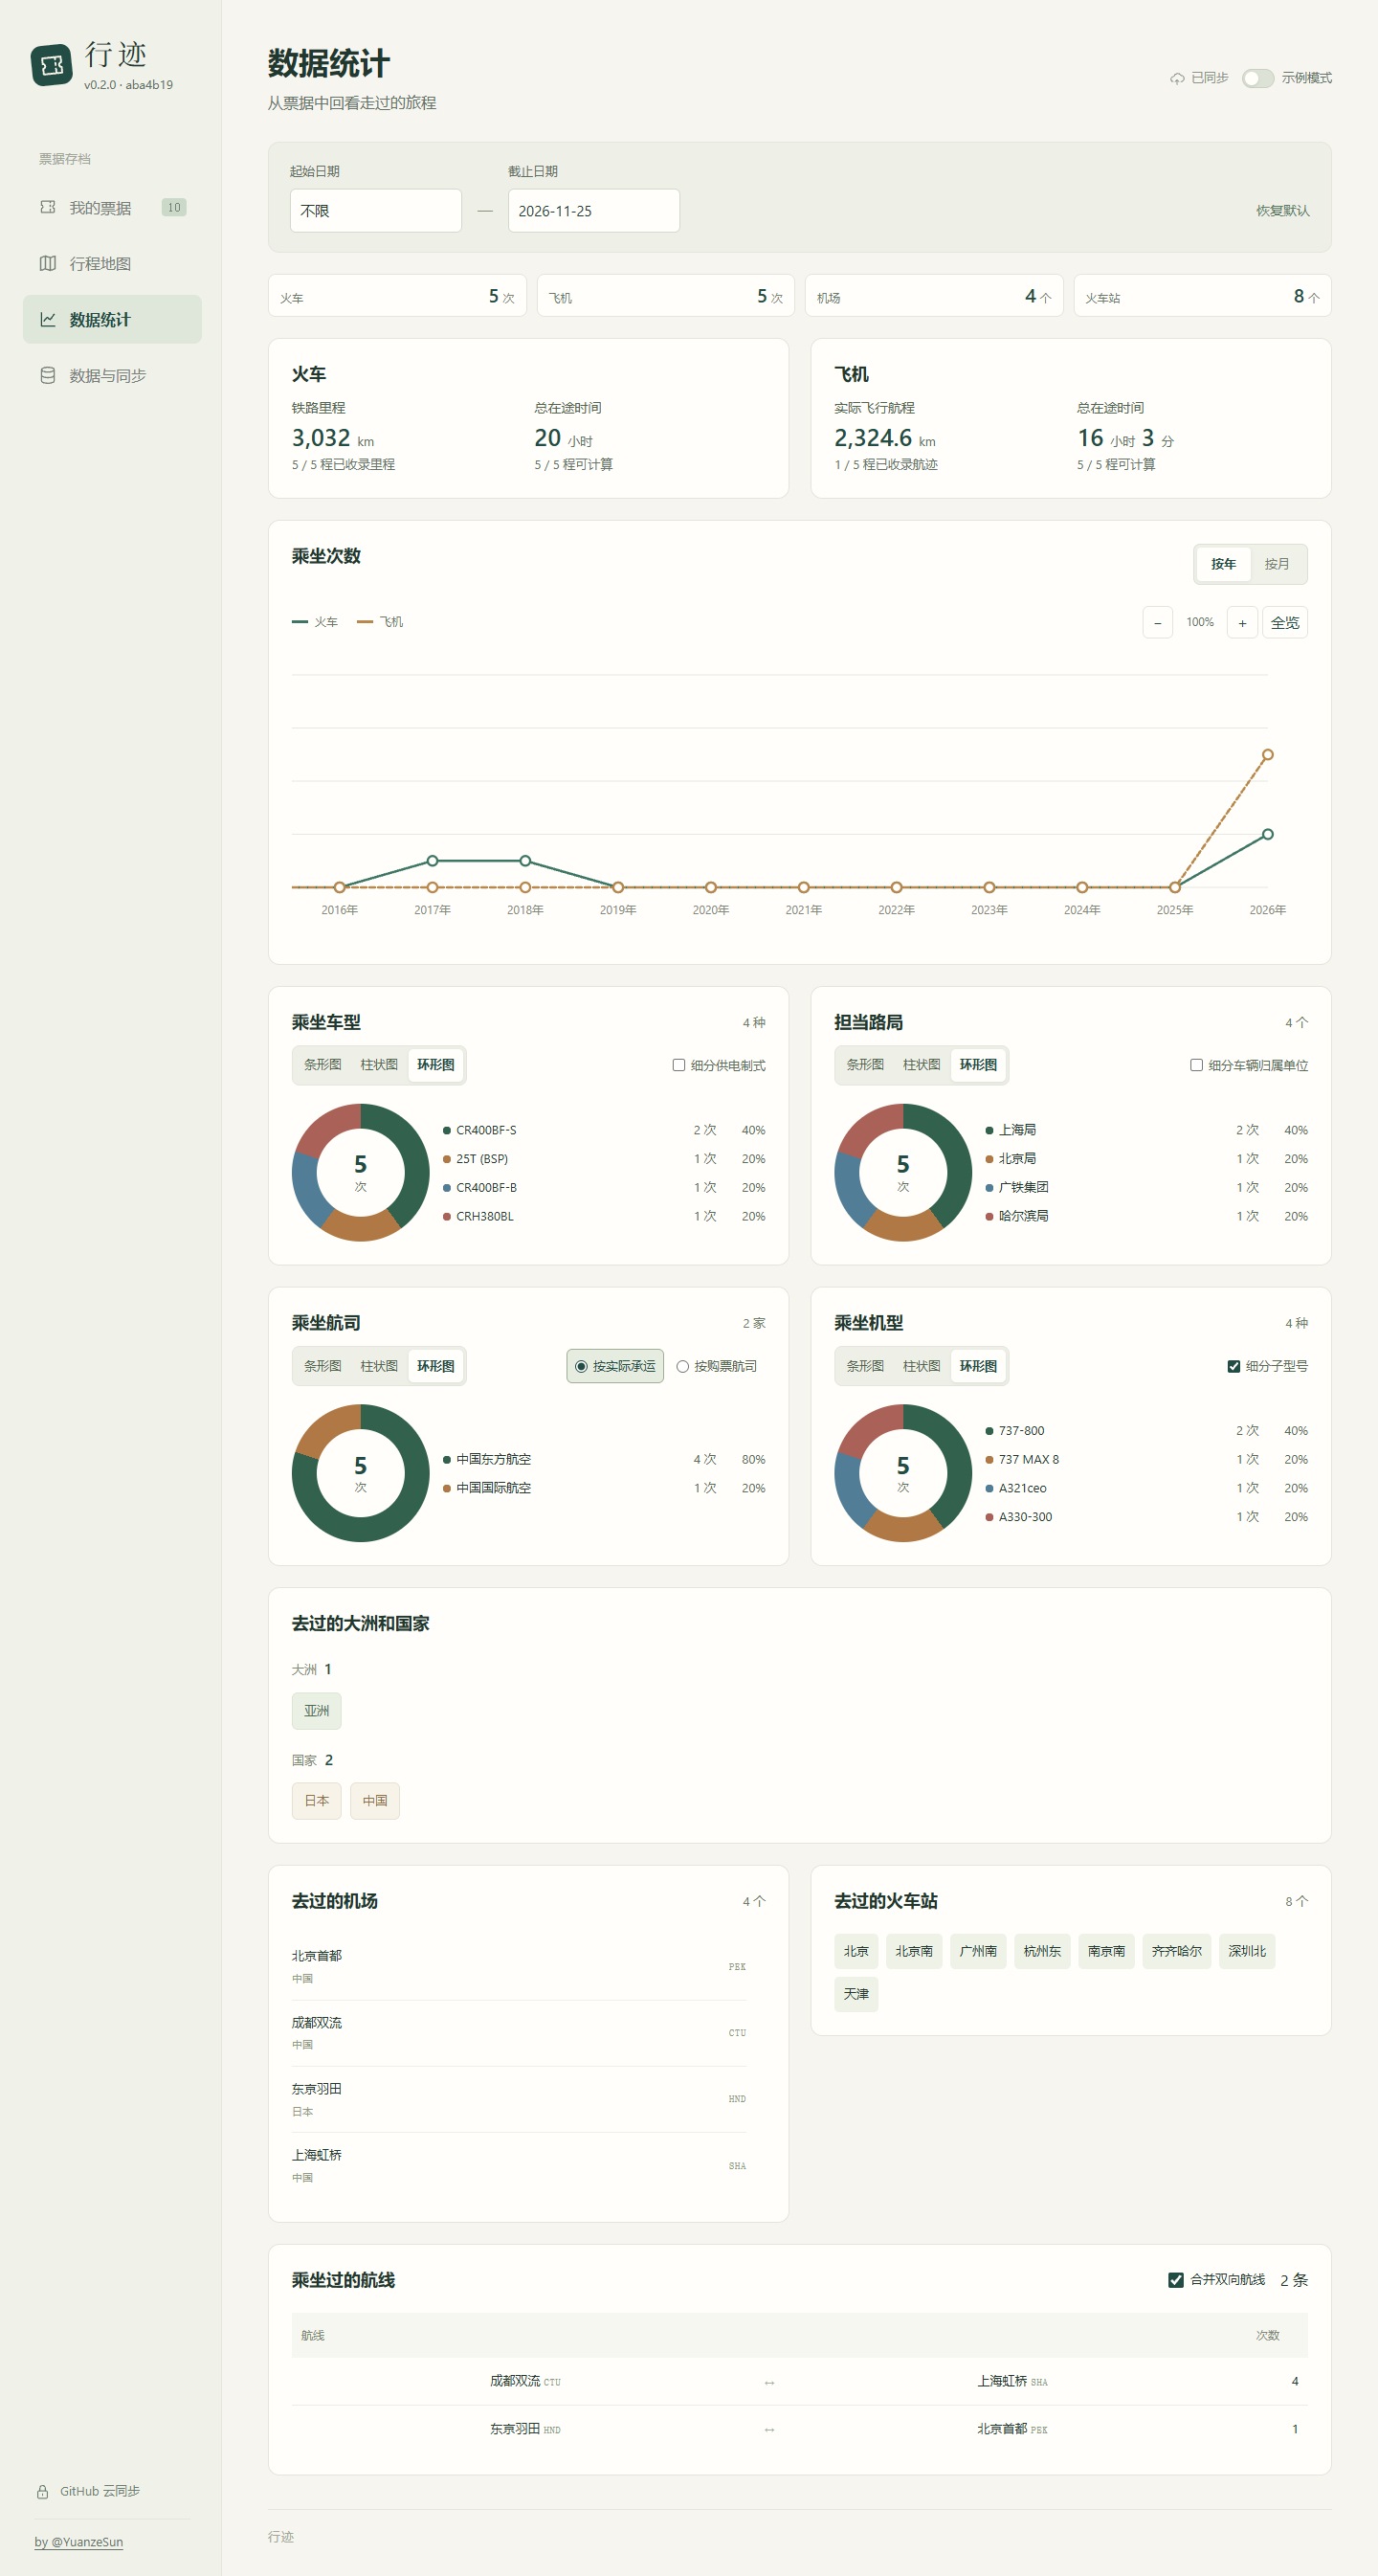 行迹
v0.2.0 · aba4b19
票据存档
我的票据 10
行程地图
数据统计
数据与同步
GitHub 云同步
by @YuanzeSun
数据统计
从票据中回看走过的旅程
已同步 示例模式
起始日期 截止日期
不限 — 2026-11-25 恢复默认
火车 5 次 飞机 5 次 机场 4 个 火车站 8 个
火车
铁路里程 总在途时间
3,032 km 20 小时
5 / 5 程已收录里程 5 / 5 程可计算
飞机
实际飞行航程 总在途时间
2,324.6 km 16 小时 3 分
1 / 5 程已收录航迹 5 / 5 程可计算
乘坐次数 按年 按月
火车 飞机 − 100% + 全览
2016年 2017年 2018年 2019年 2020年 2021年 2022年 2023年 2024年 2025年 2026年
乘坐车型 4 种
条形图 柱状图 环形图 细分供电制式
5
次
CR400BF-S 2 次 40%
25T (BSP) 1 次 20%
CR400BF-B 1 次 20%
CRH380BL 1 次 20%
担当路局 4 个
条形图 柱状图 环形图 细分车辆归属单位
5
次
上海局 2 次 40%
北京局 1 次 20%
广铁集团 1 次 20%
哈尔滨局 1 次 20%
乘坐航司 2 家
条形图 柱状图 环形图 按实际承运 按购票航司
5
次
中国东方航空 4 次 80%
中国国际航空 1 次 20%
乘坐机型 4 种
条形图 柱状图 环形图 细分子型号
5
次
737-800 2 次 40%
737 MAX 8 1 次 20%
A321ceo 1 次 20%
A330-300 1 次 20%
去过的大洲和国家
大洲 1
亚洲
国家 2
日本 中国
去过的机场 4 个
北京首都 PEK
中国
成都双流 CTU
中国
东京羽田 HND
日本
上海虹桥 SHA
中国
去过的火车站 8 个
北京 北京南 广州南 杭州东 南京南 齐齐哈尔 深圳北
天津
乘坐过的航线 合并双向航线 2 条
航线 次数
成都双流 CTU ↔ 上海虹桥 SHA 4
东京羽田 HND ↔ 北京首都 PEK 1
行迹